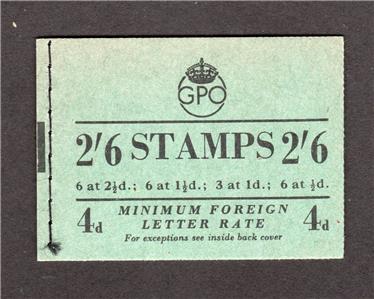 GPO
2/6 STAMPS 2/6
6 at 2½d.; 6 at 1½d.; 3 at 1d.; 6 at ½d.
4d MINIMUM FOREIGN 4d
LETTER RATE
For exceptions see inside back cover